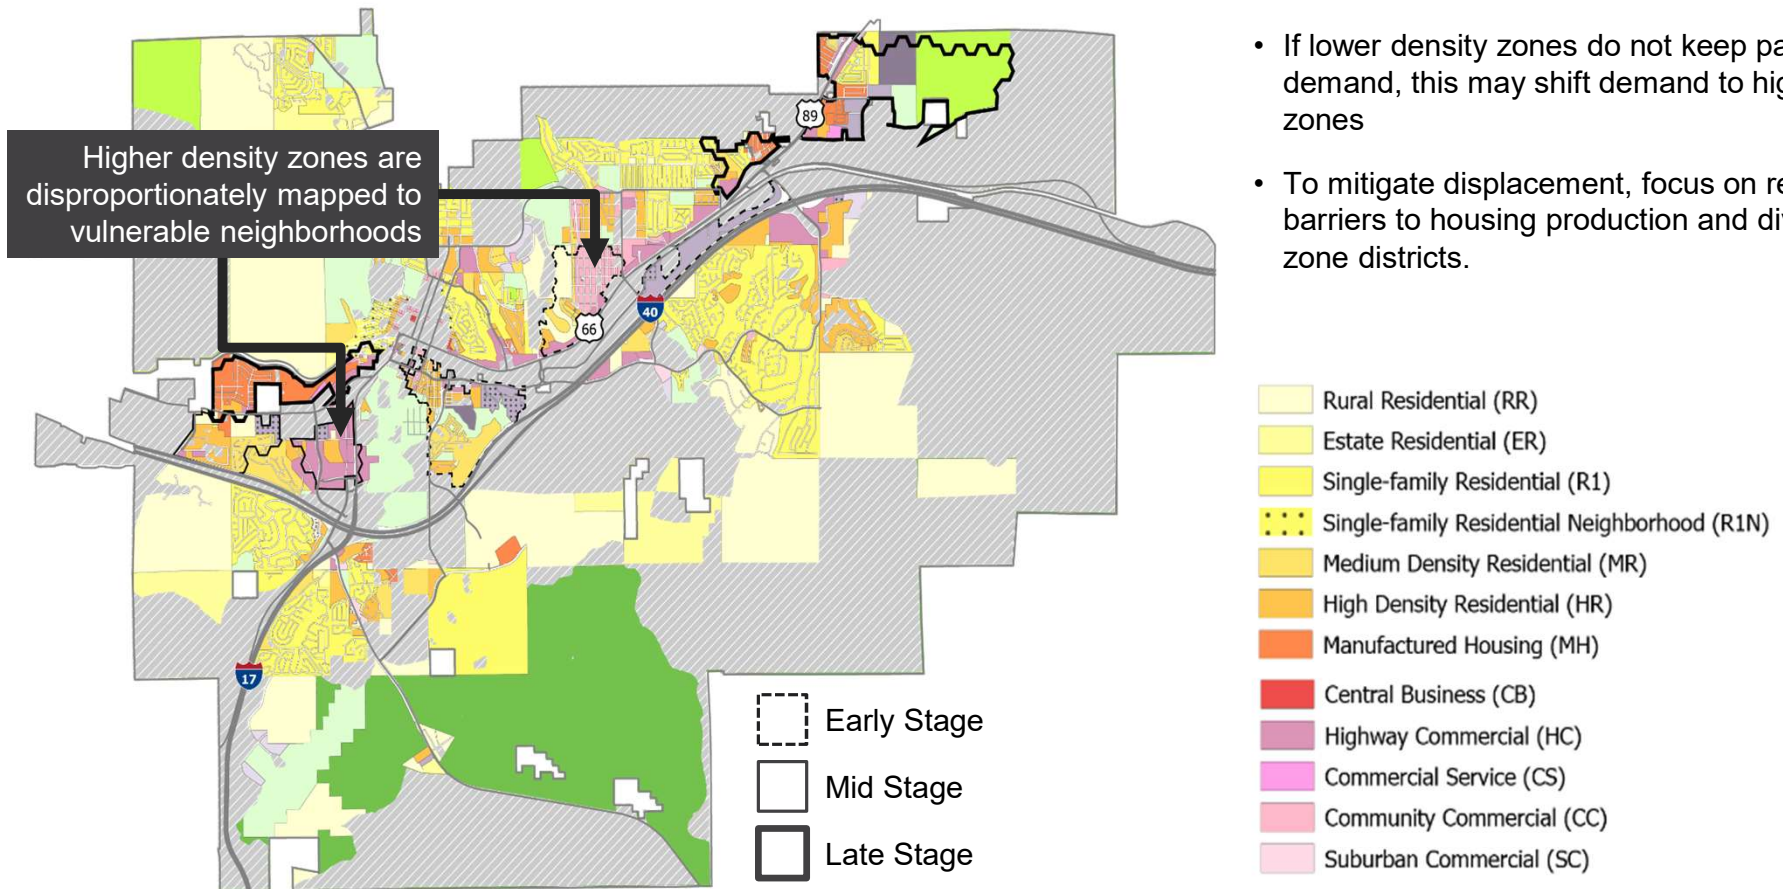 Higher density zones are
disproportionately mapped to
vulnerable neighborhoods
89
66
40
17
Early Stage
Mid Stage
Late Stage
• If lower density zones do not keep
demand, this may shift demand to
zones
• To mitigate displacement, focus on
barriers to housing production and
zone districts.
Rural Residential (RR)
Estate Residential (ER)
Single-family Residential (R1)
Single-family Residential Neighborhood (R1N)
Medium Density Residential (MR)
High Density Residential (HR)
Manufactured Housing (MH)
Central Business (CB)
Highway Commercial (HC)
Commercial Service (CS)
Community Commercial (CC)
Suburban Commercial (SC)